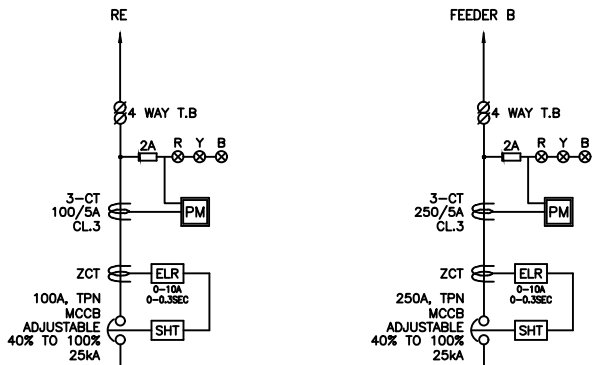 RE
4 WAY T.B
2A R Y B
3-CT
100/5A
CL.3
PM
ZCT
ELR
0-10A
0-0.3SEC
100A, TPN
MCCB
ADJUSTABLE
40% TO 100%
25kA
SHT
FEEDER B
4 WAY T.B
2A R Y B
3-CT
250/5A
CL.3
PM
ZCT
ELR
0-10A
0-0.3SEC
250A, TPN
MCCB
ADJUSTABLE
40% TO 100%
25kA
SHT